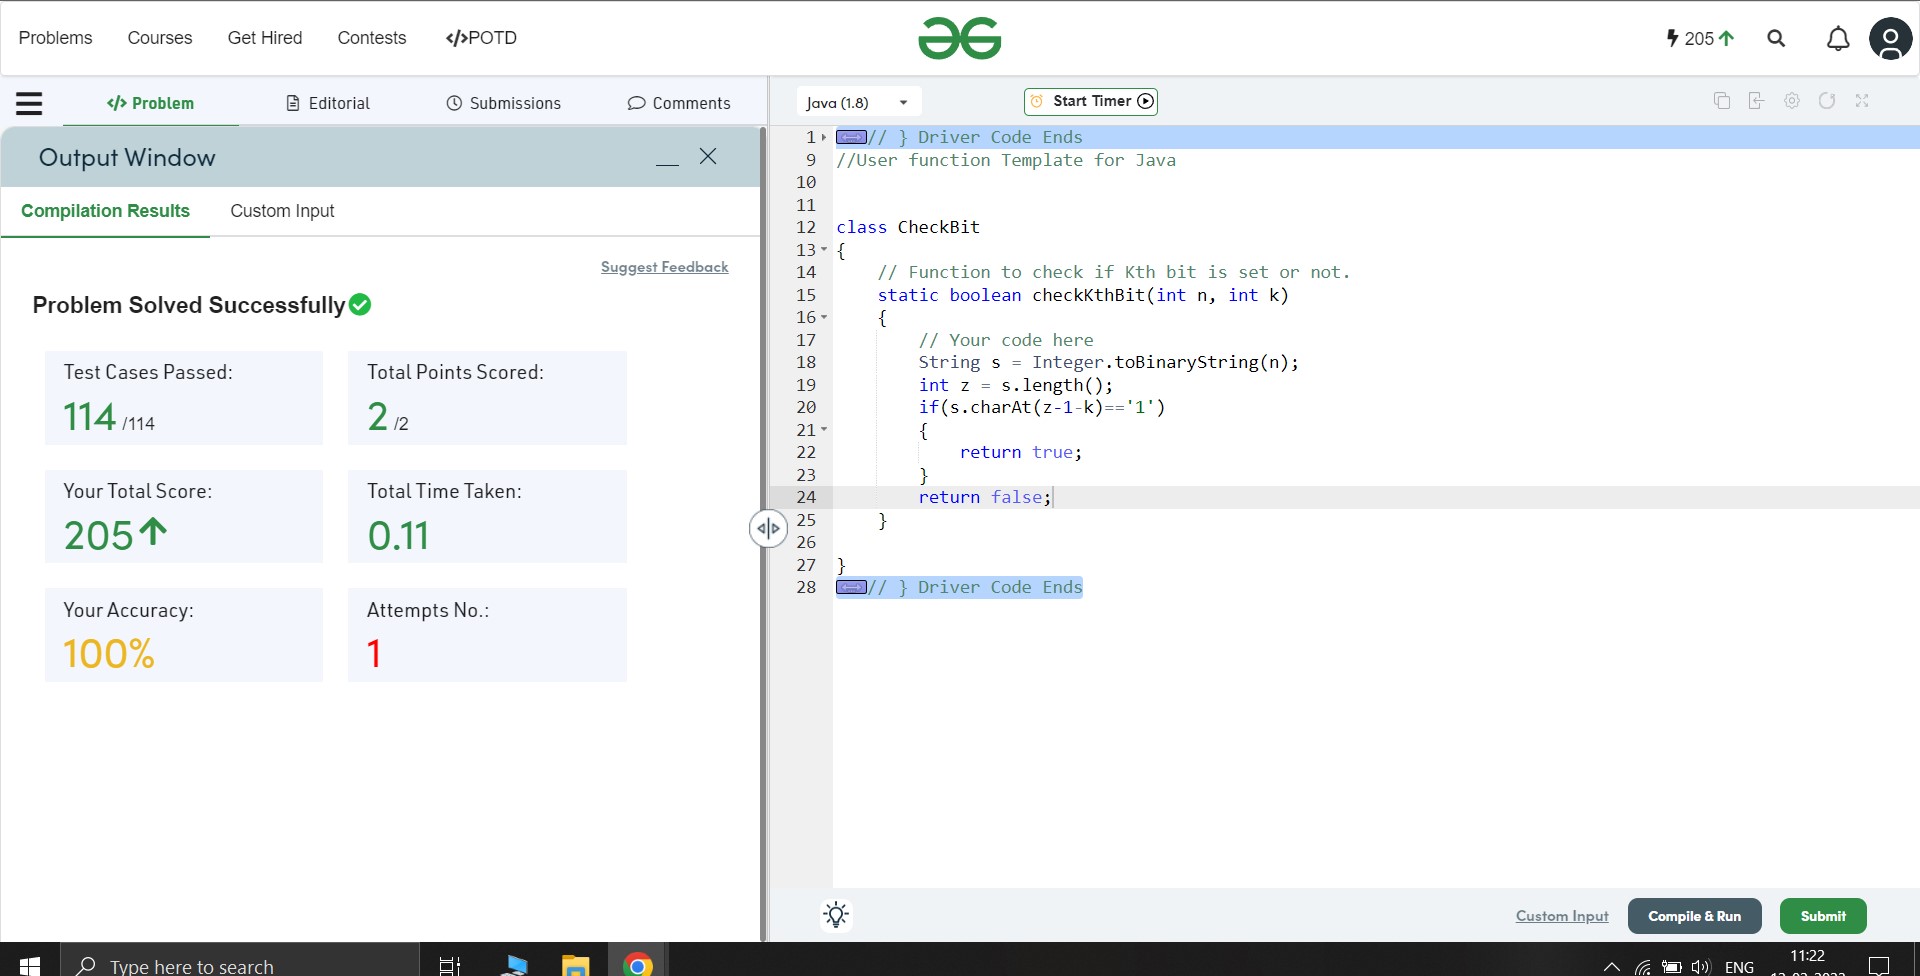 Problems Courses Get Hired Contests </>POTD
205
</> Problem Editorial Submissions Comments
Output Window
Compilation Results Custom Input
Suggest Feedback
Problem Solved Successfully
Test Cases Passed: Total Points Scored:
114 /114 2 /2
Your Total Score: Total Time Taken:
205 0.11
Your Accuracy: Attempts No.:
100% 1
Java (1.8) Start Timer
1 // } Driver Code Ends
9 //User function Template for Java
10
11
12 class CheckBit
13 {
14 // Function to check if Kth bit is set or not.
15 static boolean checkKthBit(int n, int k)
16 {
17 // Your code here
18 String s = Integer.toBinaryString(n);
19 int z = s.length();
20 if(s.charAt(z-1-k)=='1')
21 {
22 return true;
23 }
24 return false;
25 }
26
27 }
28 // } Driver Code Ends
Custom Input Compile & Run Submit
Type here to search
ENG 11:22